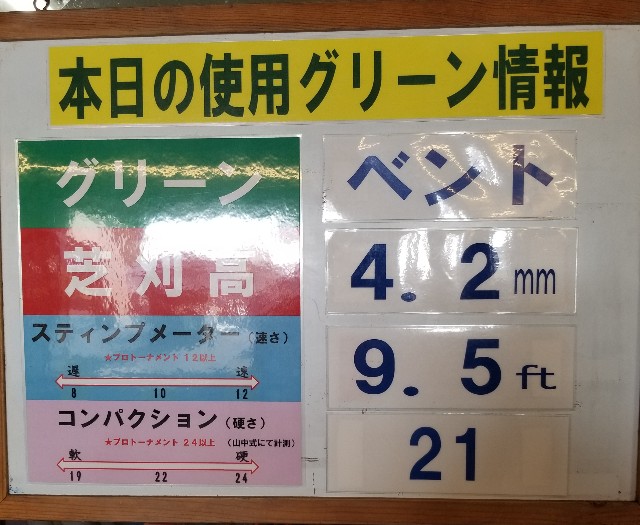 本日の使用グリーン情報
グリーン
ベント
芝刈高
4.2mm
スティンプメーター(速さ)
★プロトーナメント 12以上
遅 速
8 10 12
9.5ft
コンパクション(硬さ)
★プロトーナメント 24以上 (山中式にて計測)
軟 硬
19 22 24
21